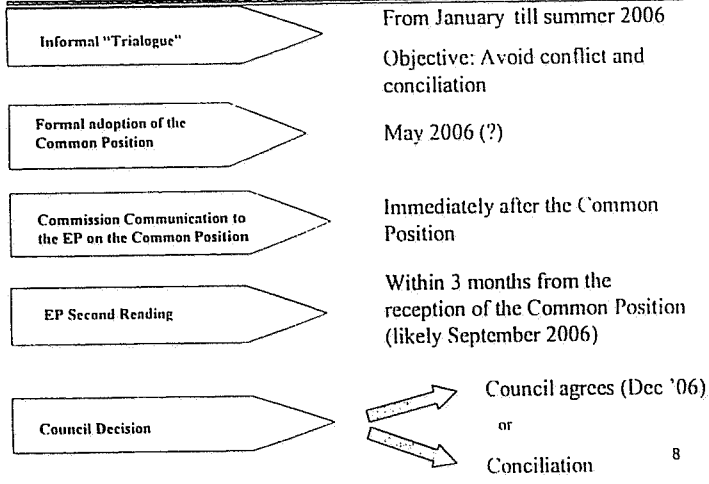 Informal "Trialogue"
From January till summer 2006
Objective: Avoid conflict and
conciliation
Formal adoption of the
Common Position
May 2006 (?)
Commission Communication to
the EP on the Common Position
Immediately after the Common
Position
EP Second Reading
Within 3 months from the
reception of the Common Position
(likely September 2006)
Council Decision
Council agrees (Dec '06)
or
Conciliation
8